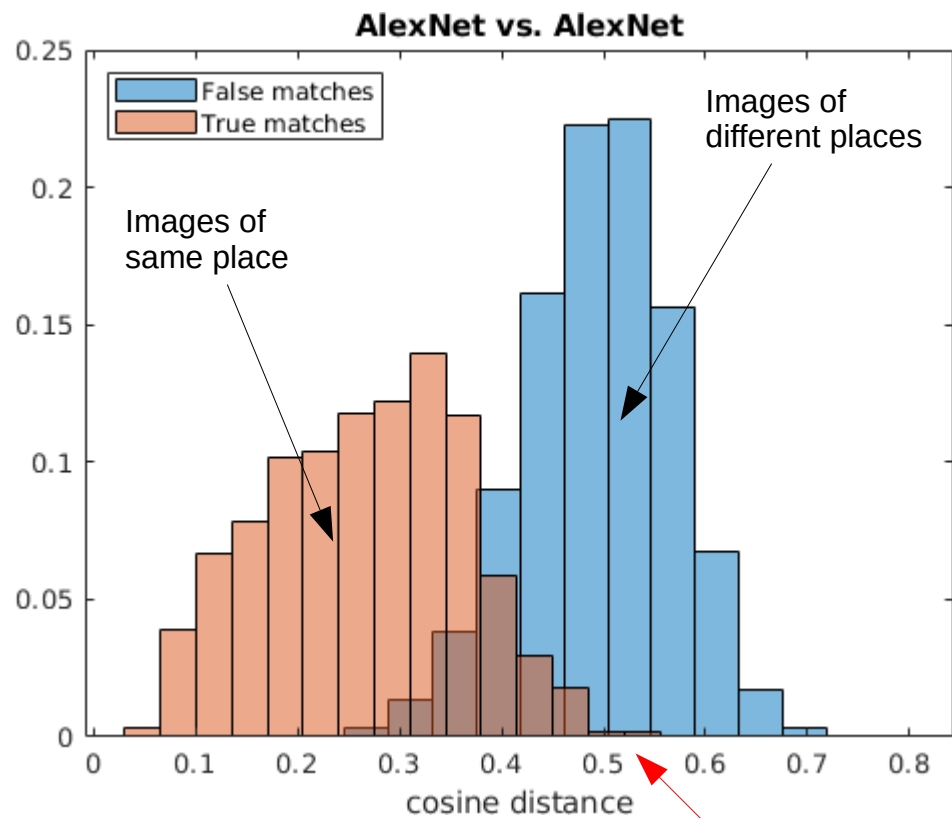 AlexNet vs. AlexNet
0.25
False matches
True matches
Images of
different places
0.2
Images of
same place
0.15
0.1
0.05
0
0 0.1 0.2 0.3 0.4 0.5 0.6 0.7 0.8
cosine distance